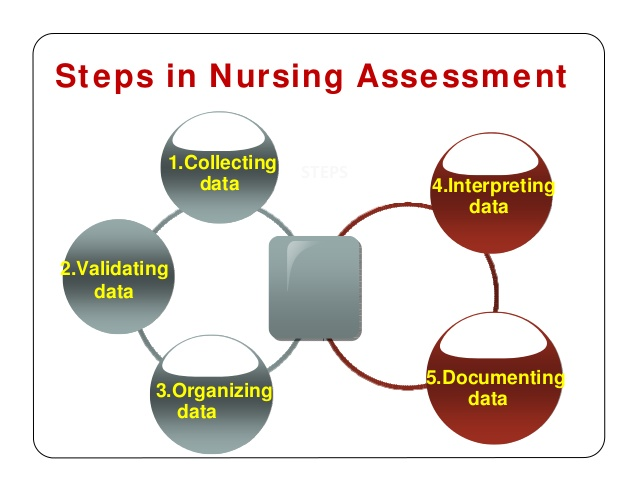 Steps in Nursing Assessment
1.Collecting
data
STEPS
2.Validating
data
3.Organizing
data
4.Interpreting
data
5.Documenting
data